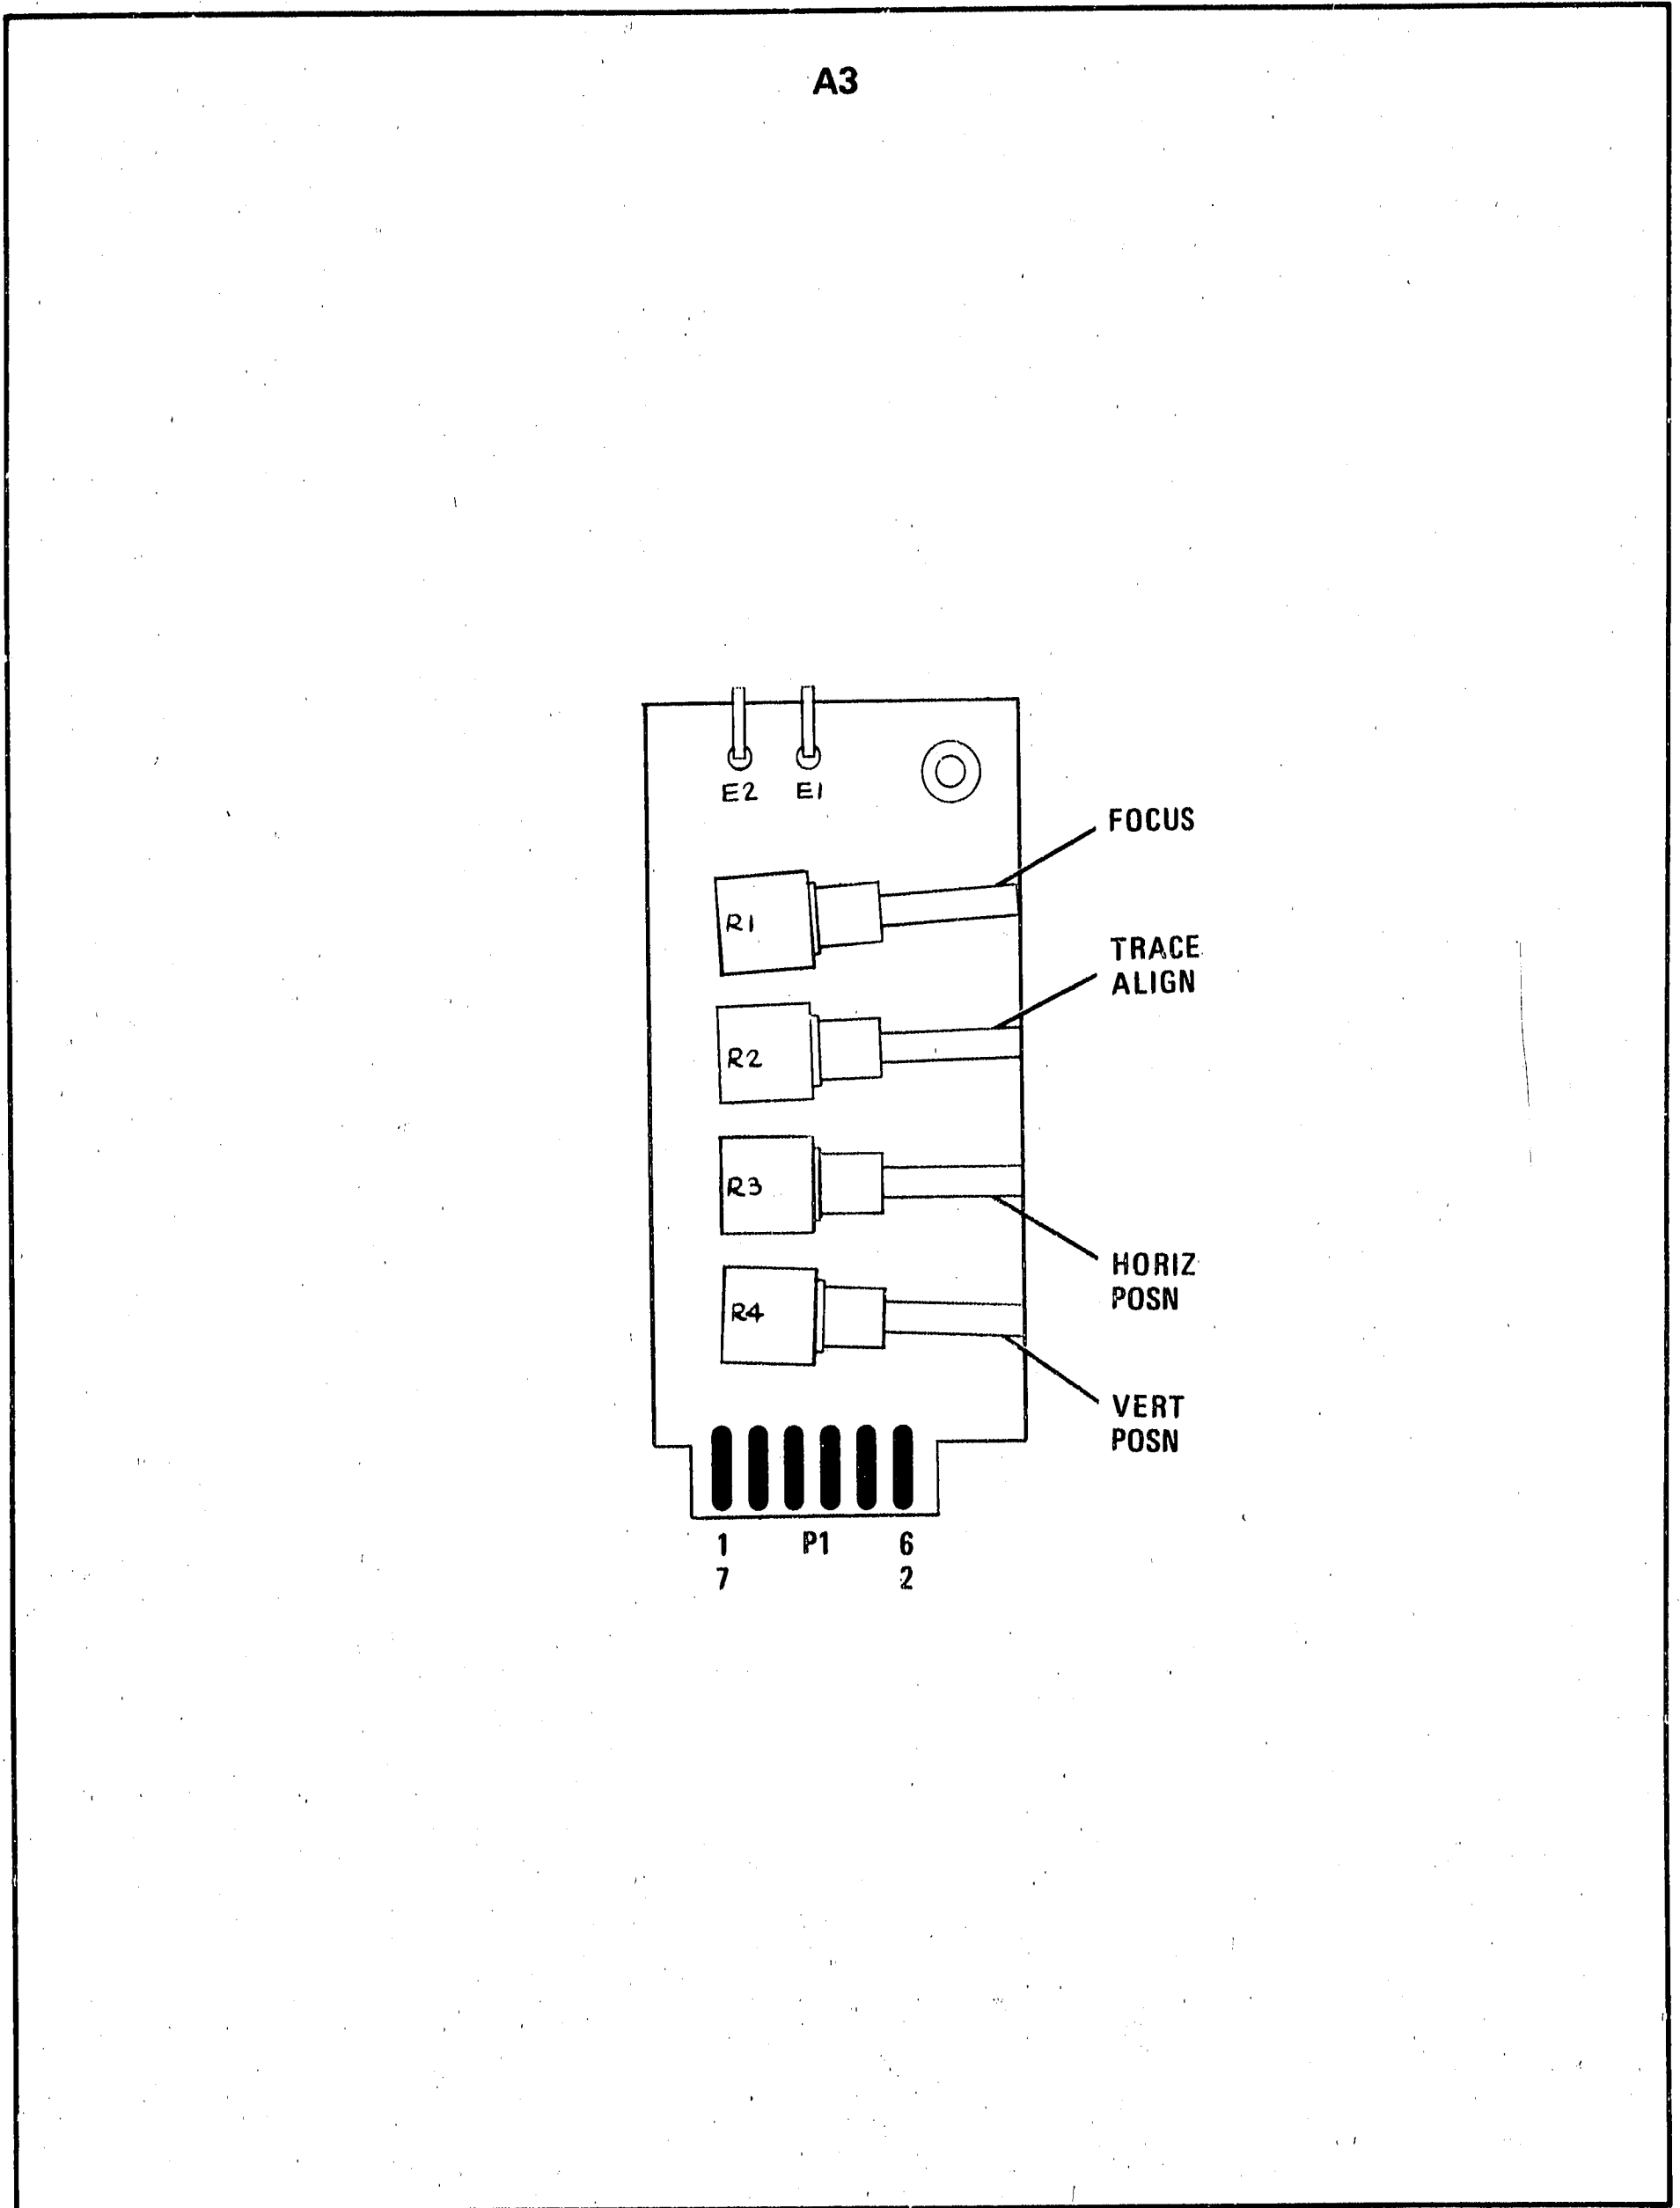 A3
E2 E1
FOCUS
R1
TRACE
ALIGN
R2
R3
HORIZ
POSN
R4
VERT
POSN
1 P1 6
7 2